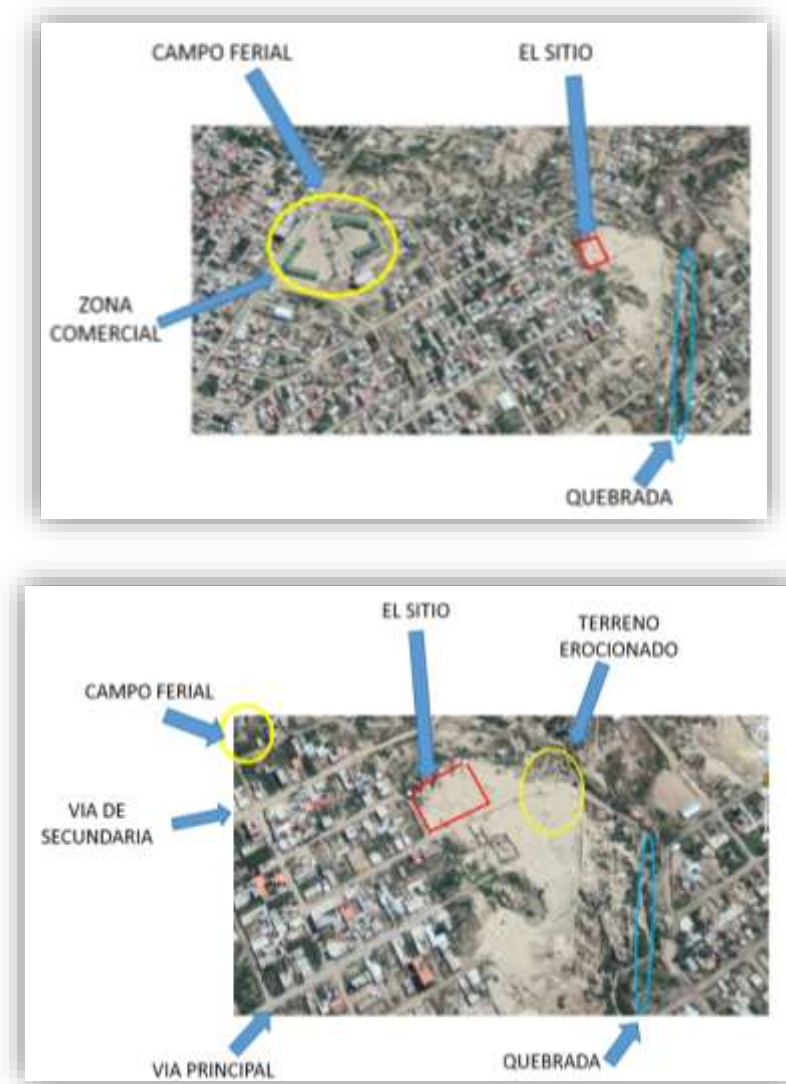 CAMPO FERIAL
EL SITIO
ZONA
COMERCIAL
QUEBRADA
EL SITIO
TERRENO
EROCIONADO
CAMPO FERIAL
VIA DE
SECUNDARIA
VIA PRINCIPAL
QUEBRADA